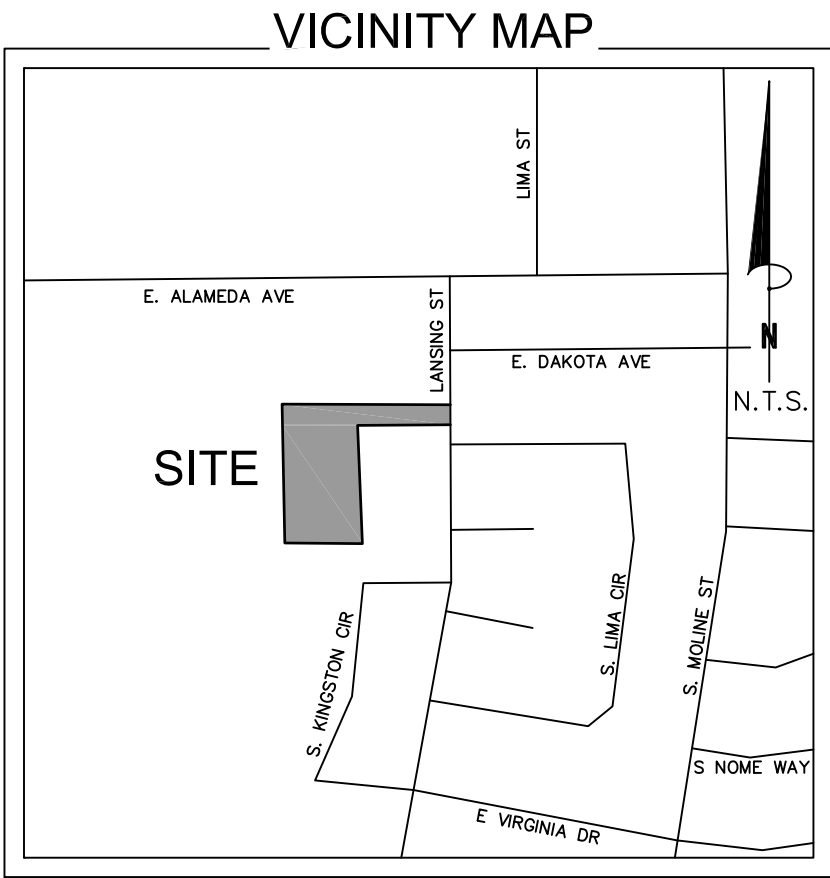 VICINITY MAP
LIMA ST
E. ALAMEDA AVE
LANSING ST
E. DAKOTA AVE
N
N.T.S.
SITE
S. LIMA CIR
S. MOLINE ST
S. KINGSTON CIR
S NOME WAY
E VIRGINIA DR